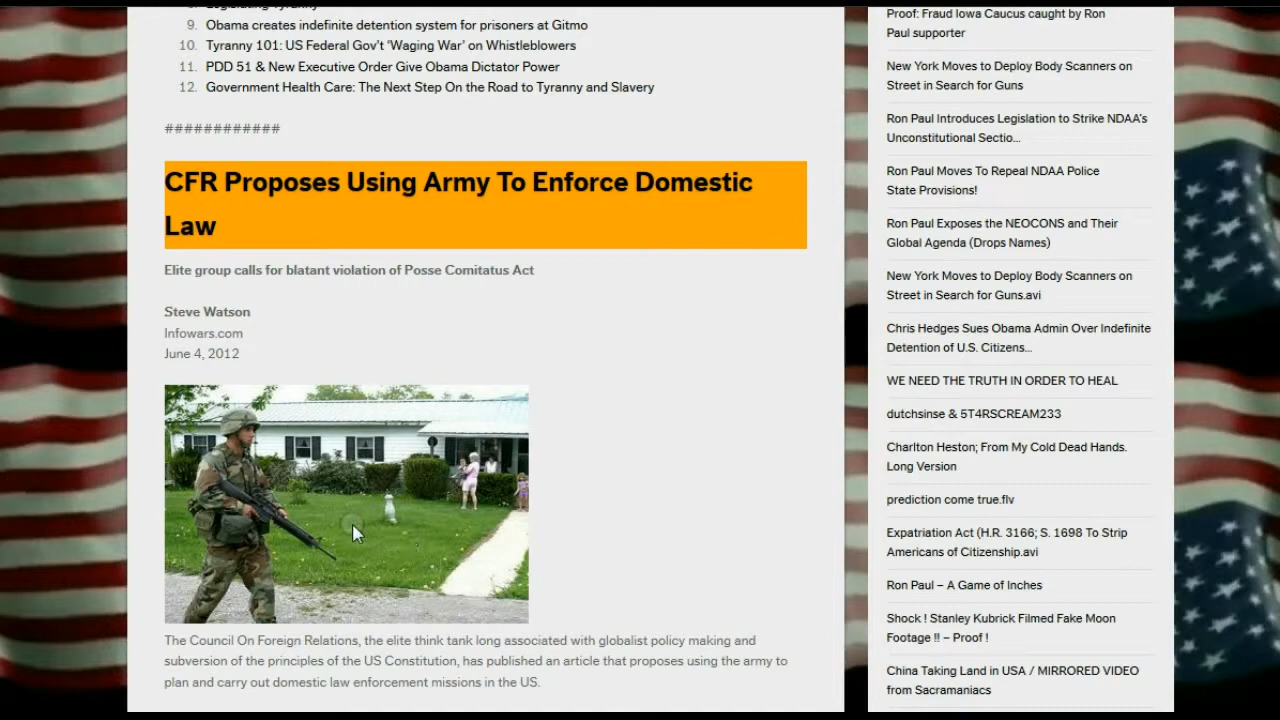 9. Obama creates indefinite detention system for prisoners at Gitmo
10. Tyranny 101: US Federal Gov't 'Waging War' on Whistleblowers
11. PDD 51 & New Executive Order Give Obama Dictator Power
12. Government Health Care: The Next Step On the Road to Tyranny and Slavery
############
CFR Proposes Using Army To Enforce Domestic
Law
Elite group calls for blatant violation of Posse Comitatus Act
Steve Watson
Infowars.com
June 4, 2012
The Council On Foreign Relations, the elite think tank long associated with globalist policy making and
subversion of the principles of the US Constitution, has published an article that proposes using the army to
plan and carry out domestic law enforcement missions in the US.
Proof: Fraud Iowa Caucus caught by Ron
Paul supporter
New York Moves to Deploy Body Scanners on
Street in Search for Guns
Ron Paul Introduces Legislation to Strike NDAA's
Unconstitutional Sectio...
Ron Paul Moves To Repeal NDAA Police
State Provisions!
Ron Paul Exposes the NEOCONS and Their
Global Agenda (Drops Names)
New York Moves to Deploy Body Scanners on
Street in Search for Guns.avi
Chris Hedges Sues Obama Admin Over Indefinite
Detention of U.S. Citizens...
WE NEED THE TRUTH IN ORDER TO HEAL
dutchsinse & 5T4RSCREAM233
Charlton Heston; From My Cold Dead Hands.
Long Version
prediction come true.flv
Expatriation Act (H.R. 3166; S. 1698 To Strip
Americans of Citizenship.avi
Ron Paul – A Game of Inches
Shock ! Stanley Kubrick Filmed Fake Moon
Footage !! – Proof !
China Taking Land in USA / MIRRORED VIDEO
from Sacramaniacs